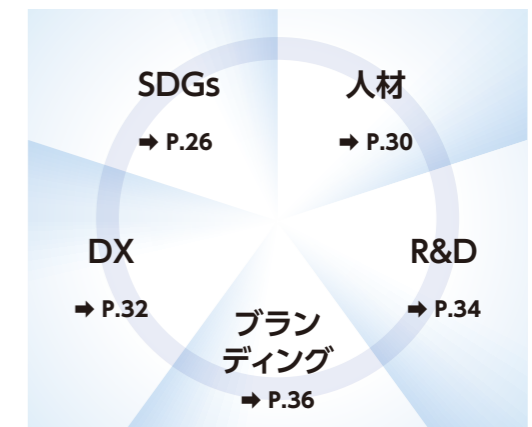 SDGs
➡ P.26
人材
➡ P.30
DX
➡ P.32
R&D
➡ P.34
ブラン
ディング
➡ P.36